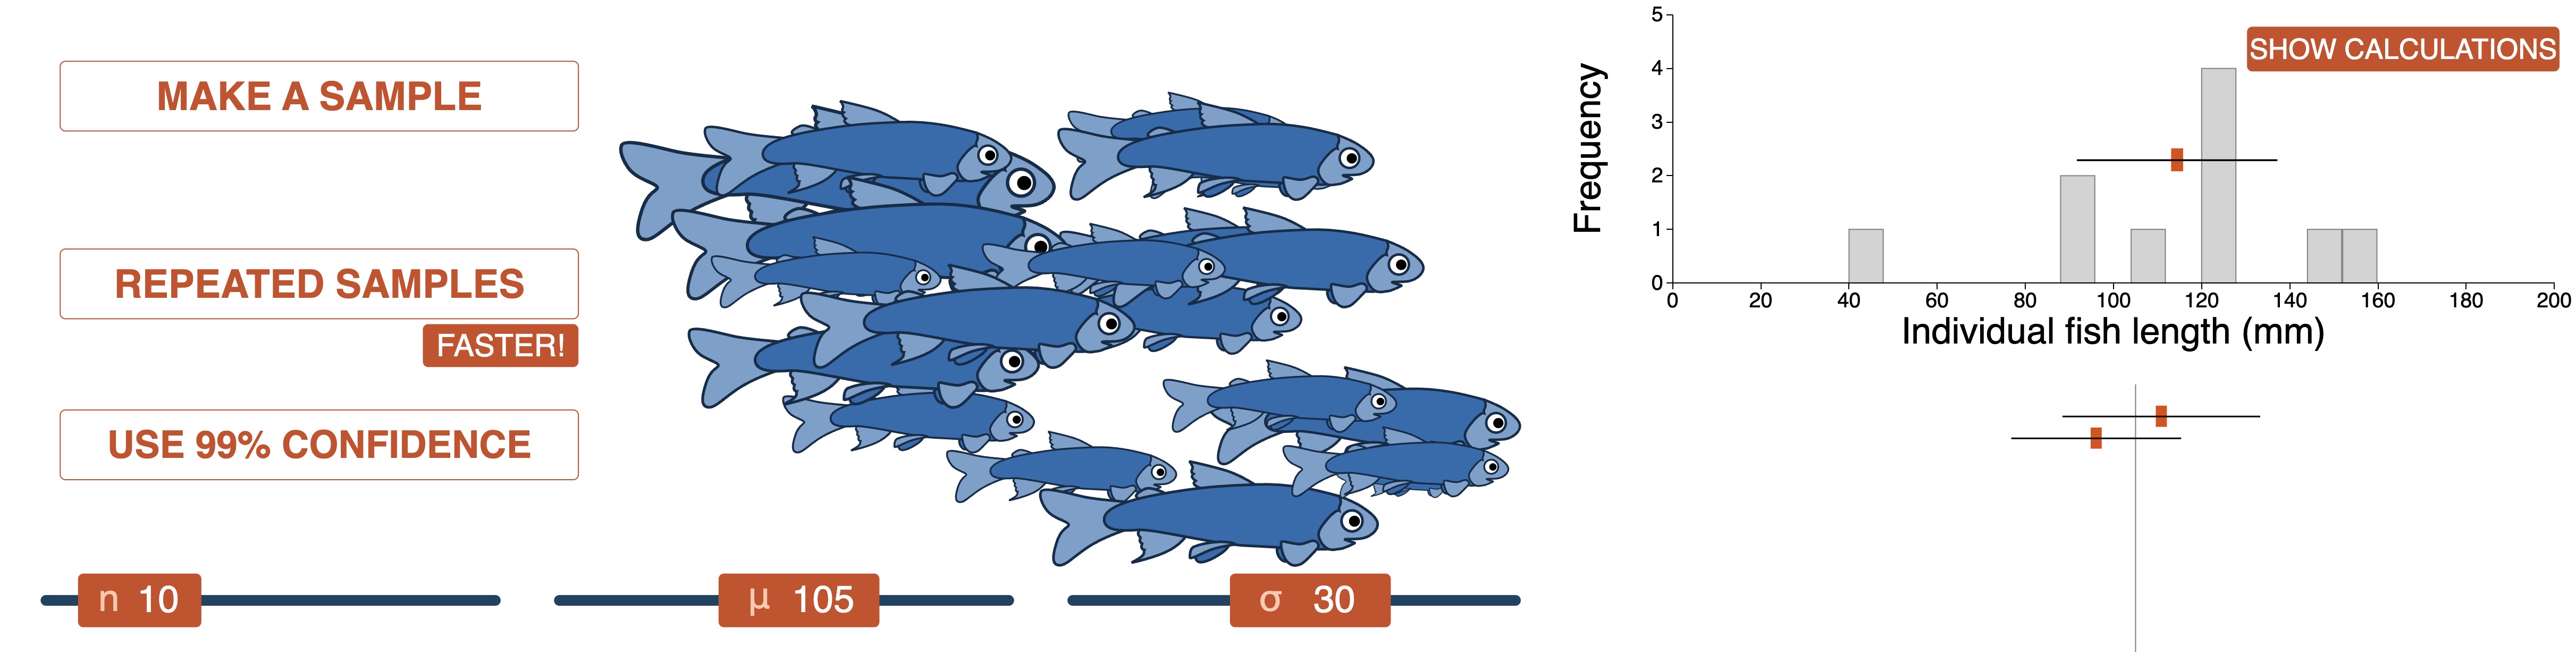 MAKE A SAMPLE
REPEATED SAMPLES
FASTER!
USE 99% CONFIDENCE
n 10
μ 105
σ 30
SHOW CALCULATIONS
Frequency
5
4
3
2
1
0
0 20 40 60 80 100 120 140 160 180 200
Individual fish length (mm)